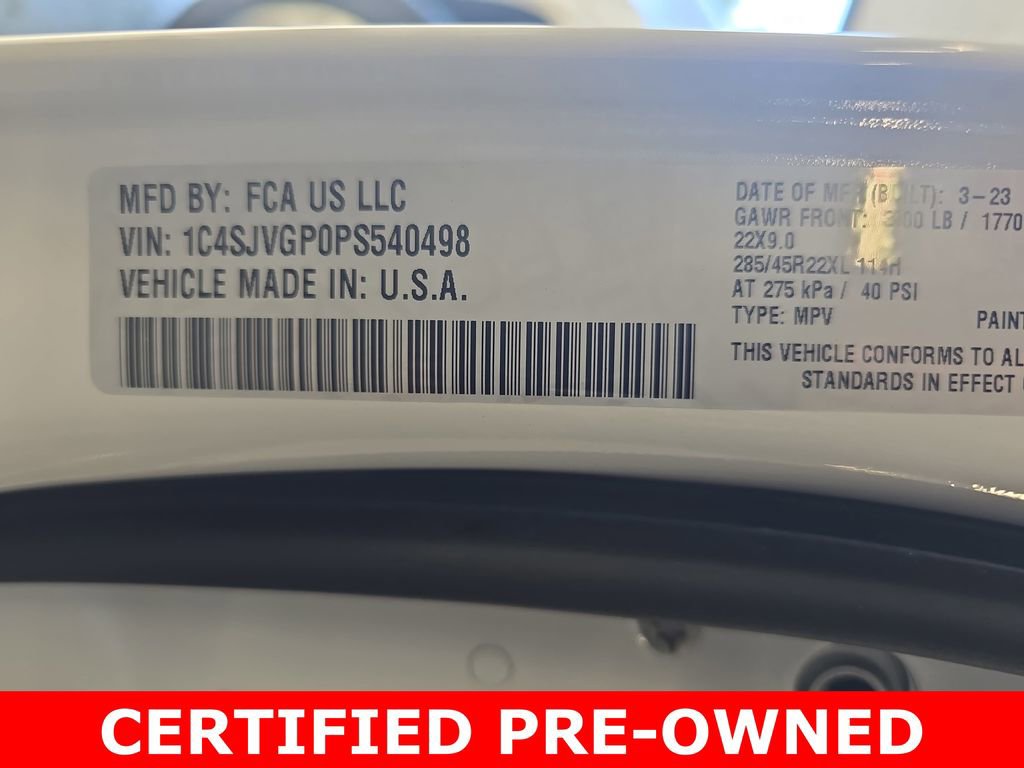 MFD BY: FCA US LLC
VIN: 1C4SJVGP0PS540498
VEHICLE MADE IN: U.S.A.
DATE OF MFR (BUILT): 3-23
GAWR FRONT: LB / 1770
22X9.0
285/45R22XL 114H
AT 275 kPa / 40 PSI
TYPE: MPV PAINT
THIS VEHICLE CONFORMS TO AL
STANDARDS IN EFFECT
CERTIFIED PRE-OWNED